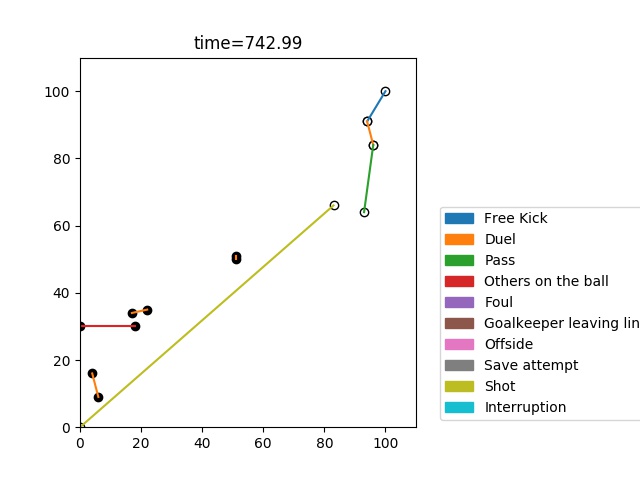 time=742.99
100
80
60
40
20
0
0 20 40 60 80 100
Free Kick
Duel
Pass
Others on the ball
Foul
Goalkeeper leaving lin
Offside
Save attempt
Shot
Interruption